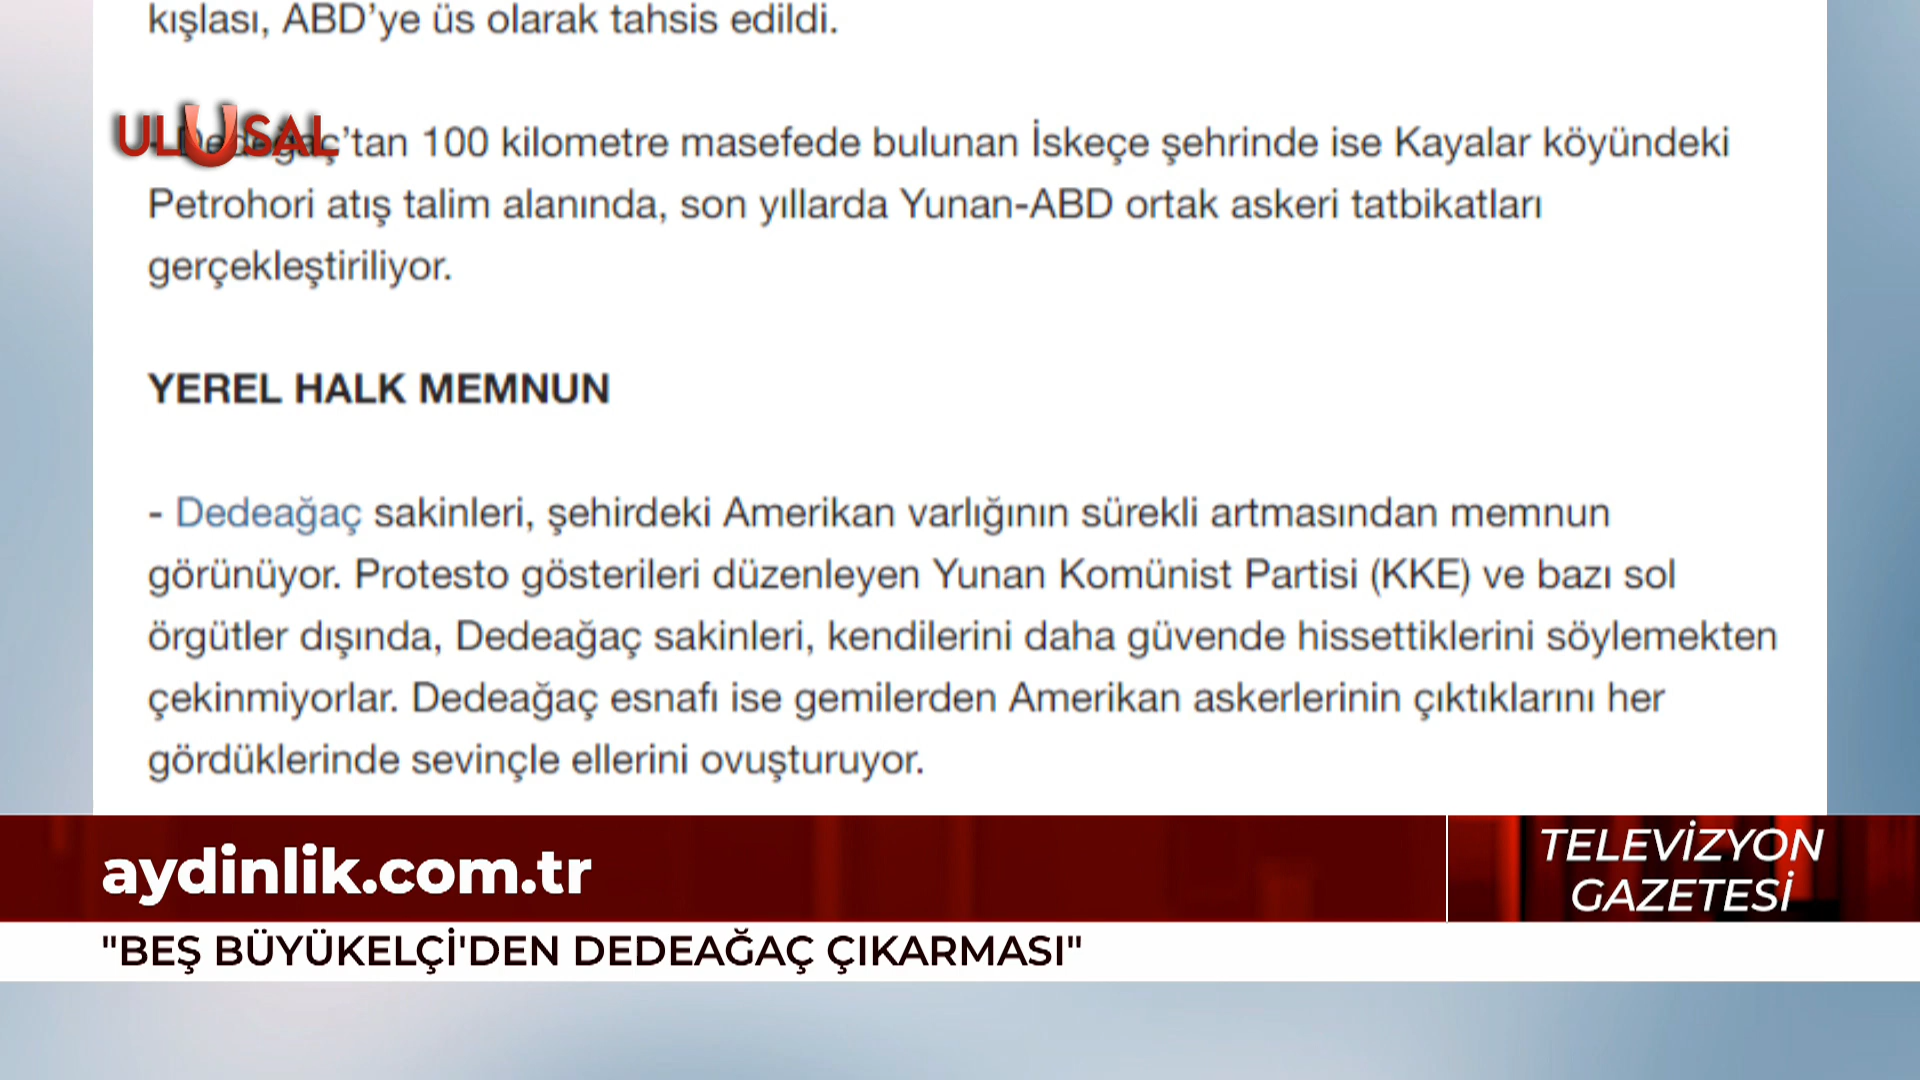 kışlası, ABD’ye üs olarak tahsis edildi.
ULUSAL
- Dedeağaç’tan 100 kilometre masefede bulunan İskeçe şehrinde ise Kayalar köyündeki
Petrohori atış talim alanında, son yıllarda Yunan-ABD ortak askeri tatbikatları
gerçekleştiriliyor.
YEREL HALK MEMNUN
- Dedeağaç sakinleri, şehirdeki Amerikan varlığının sürekli artmasından memnun
görünüyor. Protesto gösterileri düzenleyen Yunan Komünist Partisi (KKE) ve bazı sol
örgütler dışında, Dedeağaç sakinleri, kendilerini daha güvende hissettiklerini söylemekten
çekinmiyorlar. Dedeağaç esnafı ise gemilerden Amerikan askerlerinin çıktıklarını her
gördüklerinde sevinçle ellerini ovuşturuyor.
aydinlik.com.tr
TELEVİZYON
GAZETESİ
"BEŞ BÜYÜKELÇİ'DEN DEDEAĞAÇ ÇIKARMASI"